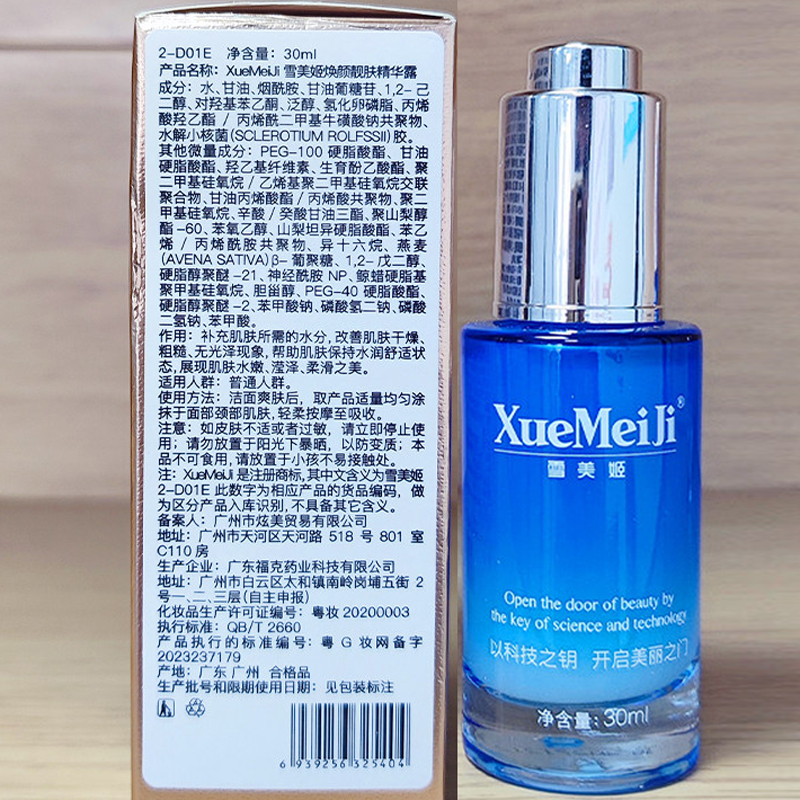 2-D01E 净含量：30ml
产品名称：XueMeiJi 雪美姬焕颜靓肤精华露
成分：水、甘油、烟酰胺、甘油葡糖苷、1,2-己
二醇、对羟基苯乙酮、泛醇、氢化卵磷脂、丙烯
酸羟乙酯 / 丙烯酰二甲基牛磺酸钠共聚物、
水解小核菌(SCLEROTIUM ROLFSSII)胶。
其他微量成分：PEG-100 硬脂酸酯、甘油
硬脂酸酯、羟乙基纤维素、生育酚乙酸酯、聚
二甲基硅氧烷 / 乙烯基聚二甲基硅氧烷交联
聚合物、甘油丙烯酸酯 / 丙烯酸共聚物、聚二
甲基硅氧烷、辛酸 / 癸酸甘油三酯、聚山梨醇
酯-60、苯氧乙醇、山梨坦异硬脂酸酯、苯乙
烯 / 丙烯酰胺共聚物、异十六烷、燕麦
(AVENA SATIVA)β-葡聚糖、1,2-戊二醇、
硬脂醇聚醚-21、神经酰胺 NP、鲸蜡硬脂基
聚甲基硅氧烷、胆甾醇、PEG-40 硬脂酸酯、
硬脂醇聚醚-2、苯甲酸钠、磷酸氢二钠、磷酸
二氢钠、苯甲酸。
作用：补充肌肤所需的水分，改善肌肤干燥、
粗糙、无光泽现象，帮助肌肤保持水润舒适状
态，展现肌肤水嫩、滢泽、柔滑之美。
适用人群：普通人群。
使用方法：洁面爽肤后，取产品适量均匀涂
抹于面部颈部肌肤，轻柔按摩至吸收。
注意：如皮肤不适或者过敏，请立即停止使
用；请勿放置于阳光下暴晒，以防变质；本
品不可食用，请放置于小孩不易接触处。
注：XueMeiJi 是注册商标，其中文含义为雪美姬
2-D01E 此数字为相应产品的货品编码，做
为区分产品入库识别，不具备其它含义。
备案人：广州市炫美贸易有限公司
地址：广州市天河区天河路 518 号 801 室
C110 房
生产企业：广东福克药业科技有限公司
地址：广州市白云区太和镇南岭岗埔五街 2
号一、二、三层(自主申报)
化妆品生产许可证编号：粤妆 20200003
执行标准：QB/T 2660
产品执行的标准编号：粤 G 妆网备字
2023237179
产地：广东 广州 合格品
生产批号和限期使用日期：见包装标注
6 939256 325404
XueMeiJi®
雪美姬
Open the door of beauty by
the key of science and technology
以科技之钥 开启美丽之门
净含量：30ml